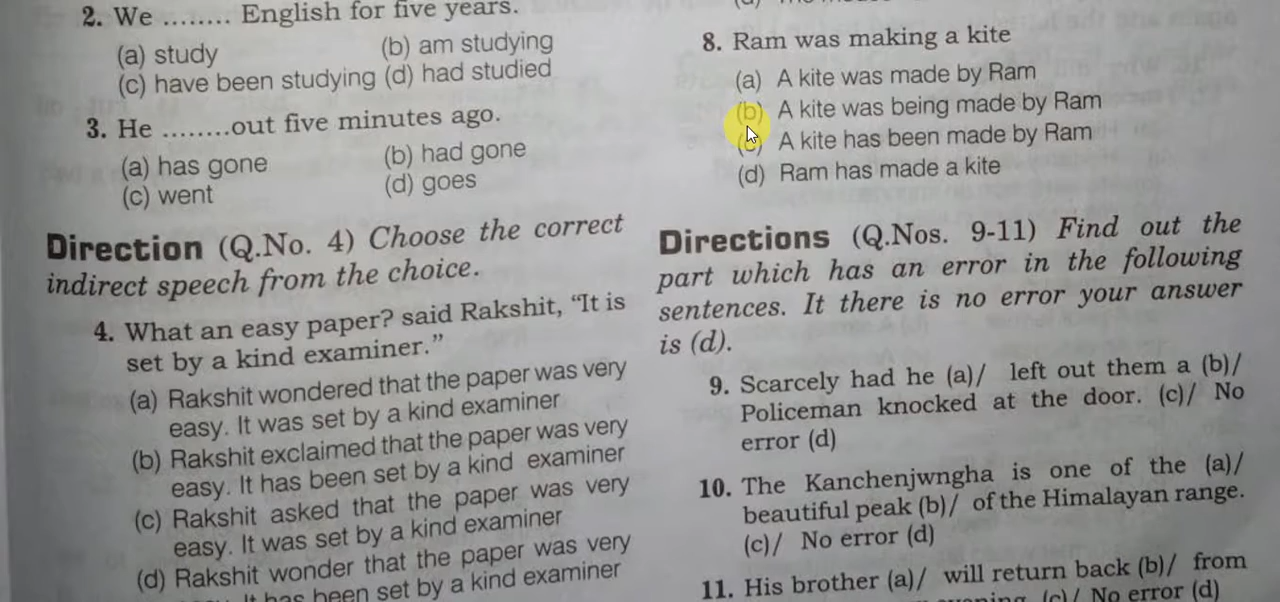 2. We ........ English for five years.
(a) study (b) am studying
(c) have been studying (d) had studied
3. He ........out five minutes ago.
(a) has gone (b) had gone
(c) went (d) goes
Direction (Q.No. 4) Choose the correct
indirect speech from the choice.
4. What an easy paper? said Rakshit, “It is
set by a kind examiner.”
(a) Rakshit wondered that the paper was very
easy. It was set by a kind examiner
(b) Rakshit exclaimed that the paper was very
easy. It has been set by a kind examiner
(c) Rakshit asked that the paper was very
easy. It was set by a kind examiner
(d) Rakshit wonder that the paper was very
It has been set by a kind examiner
8. Ram was making a kite
(a) A kite was made by Ram
(b) A kite was being made by Ram
(c) A kite has been made by Ram
(d) Ram has made a kite
Directions (Q.Nos. 9-11) Find out the
part which has an error in the following
sentences. It there is no error your answer
is (d).
9. Scarcely had he (a)/ left out them a (b)/
Policeman knocked at the door. (c)/ No
error (d)
10. The Kanchenjwngha is one of the (a)/
beautiful peak (b)/ of the Himalayan range.
(c)/ No error (d)
11. His brother (a)/ will return back (b)/ from
(c)/ No error (d)